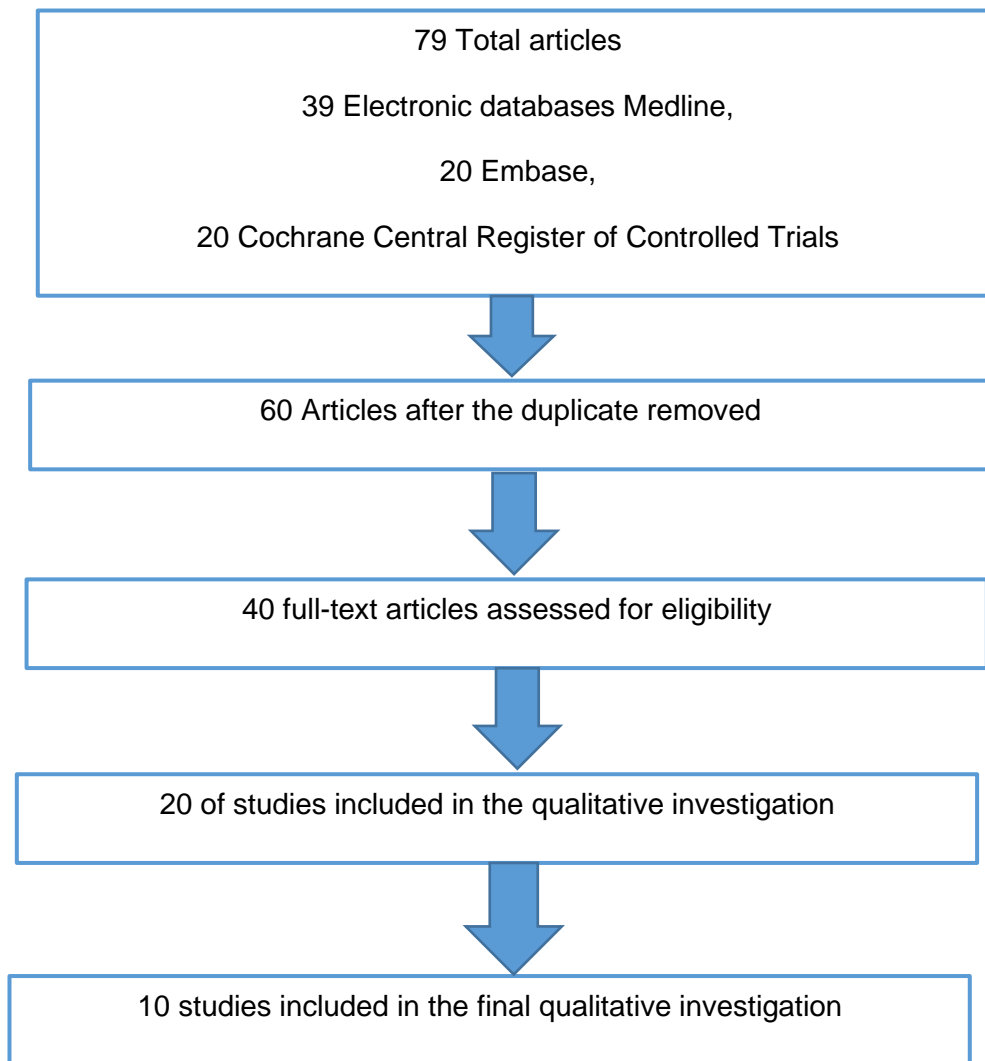 79 Total articles
39 Electronic databases Medline,
20 Embase,
20 Cochrane Central Register of Controlled Trials
60 Articles after the duplicate removed
40 full-text articles assessed for eligibility
20 of studies included in the qualitative investigation
10 studies included in the final qualitative investigation